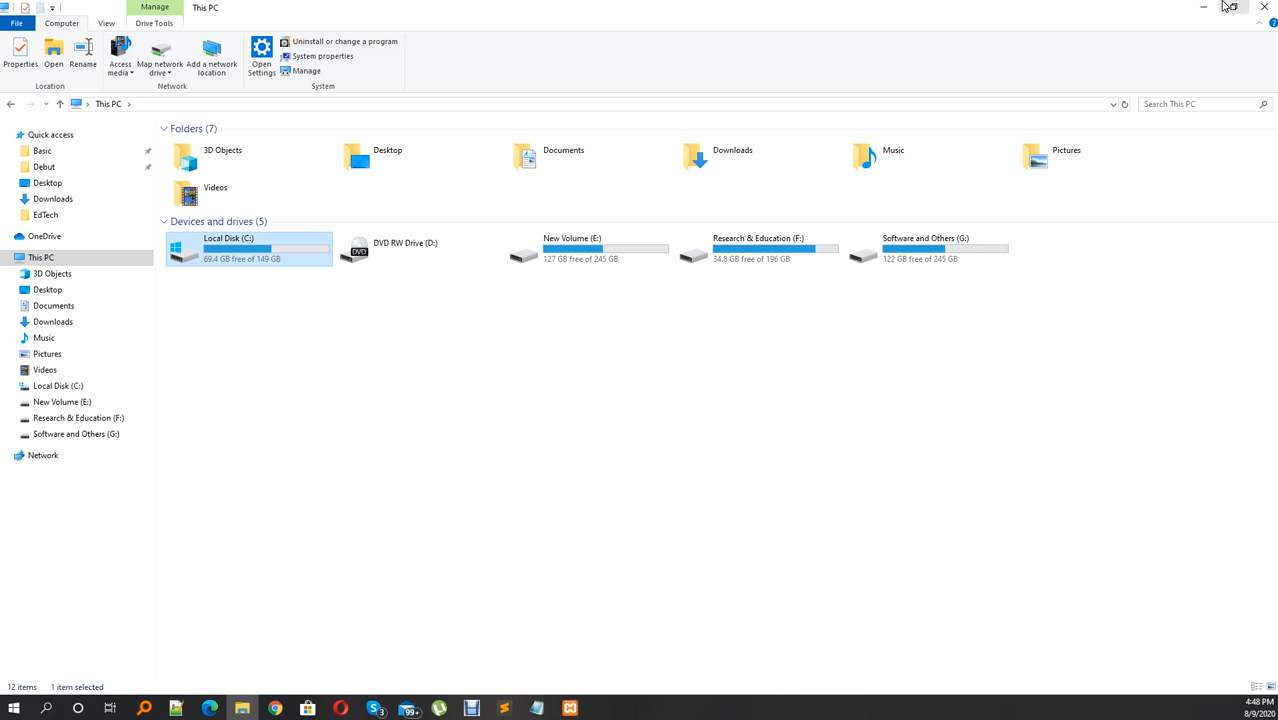 Manage This PC
File Computer View Drive Tools
Properties Open Rename Access media Map network drive Add a network location Open Settings Uninstall or change a program
System properties
Manage
Location Network System
This PC Search This PC
Quick access
Basic
Debut
Desktop
Downloads
EdTech
OneDrive
This PC
3D Objects
Desktop
Documents
Downloads
Music
Pictures
Videos
Local Disk (C:)
New Volume (E:)
Research & Education (F:)
Software and Others (G:)
Network
Folders (7)
3D Objects Desktop Documents Downloads Music Pictures
Videos
Devices and drives (5)
Local Disk (C:) DVD RW Drive (D:) New Volume (E:) Research & Education (F:) Software and Others (G:)
69.4 GB free of 149 GB 127 GB free of 245 GB 34.8 GB free of 196 GB 122 GB free of 245 GB
DVD
12 items 1 item selected
3 99+ 4:48 PM
8/9/2020